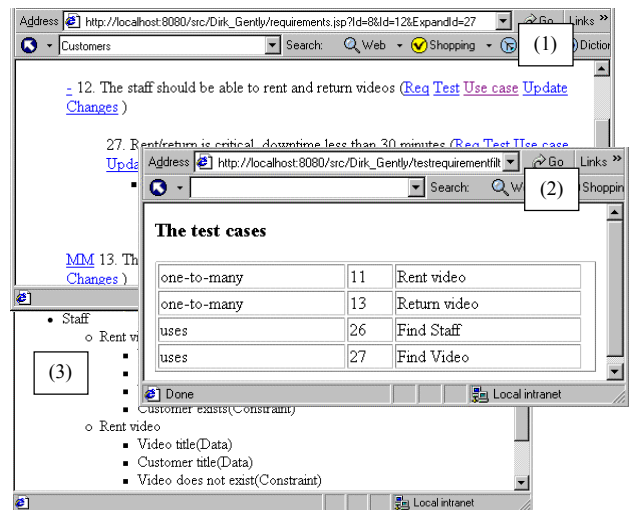 Address http://localhost:8080/src/Dirk_Gently/requirements.jsp?Id=8&Id=12&ExpandId=27 Go Links »
Customers Search: Web Shopping Diction
(1)
- 12. The staff should be able to rent and return videos (Req Test Use case Update
Changes )
27. Rent/return is critical, downtime less than 30 minutes (Req Test Use case
Upda
MM 13. Th
Changes )
Address http://localhost:8080/src/Dirk_Gently/testrequirementfilt Go Links »
Search: W Shoppin
(2)
The test cases
one-to-many 11 Rent video
one-to-many 13 Return video
uses 26 Find Staff
uses 27 Find Video
Done Local intranet
Staff
Rent vi
(3)
Customer exists(Constraint)
Rent video
Video title(Data)
Customer title(Data)
Video does not exist(Constraint)
Local intranet